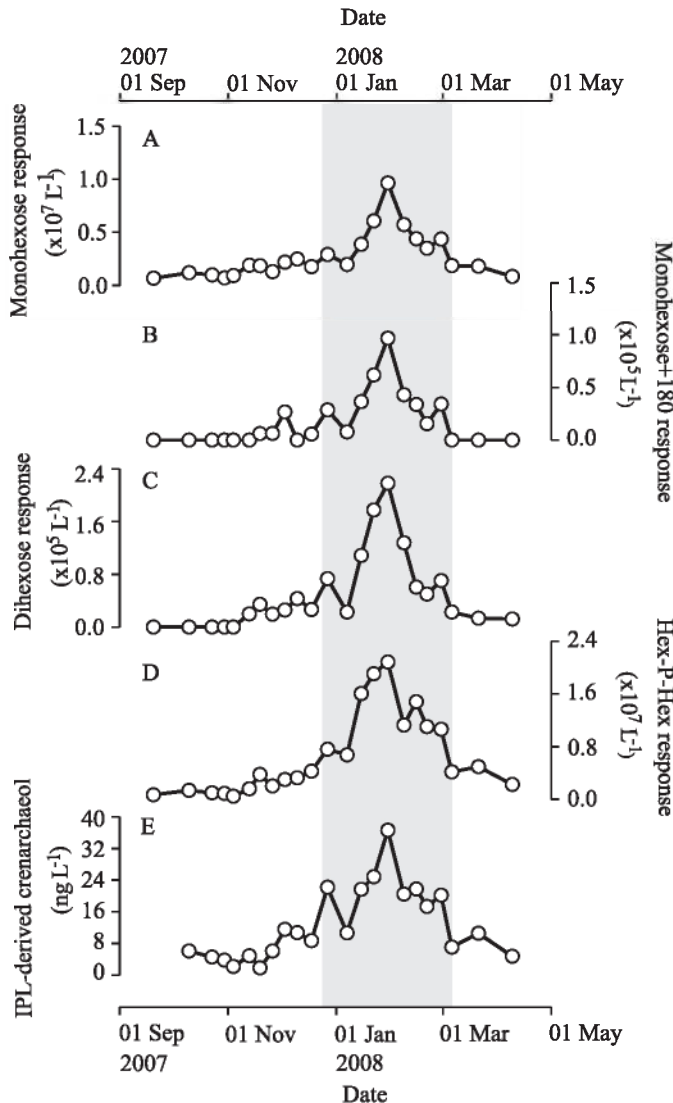 Date
2007 2008
01 Sep 01 Nov 01 Jan 01 Mar 01 May
Monohexose response
(x10⁷ L⁻¹)
A
1.5
1.0
0.5
0.0
Monohexose+180 response
(x10⁵ L⁻¹)
B
1.5
1.0
0.5
0.0
Dihexose response
(x10⁵ L⁻¹)
C
2.4
1.6
0.8
0.0
Hex-P-Hex response
(x10⁷ L⁻¹)
D
2.4
1.6
0.8
0.0
IPL-derived crenarchaeol
(ng L⁻¹)
E
40
32
24
16
8
0
01 Sep 01 Nov 01 Jan 01 Mar 01 May
2007 2008
Date